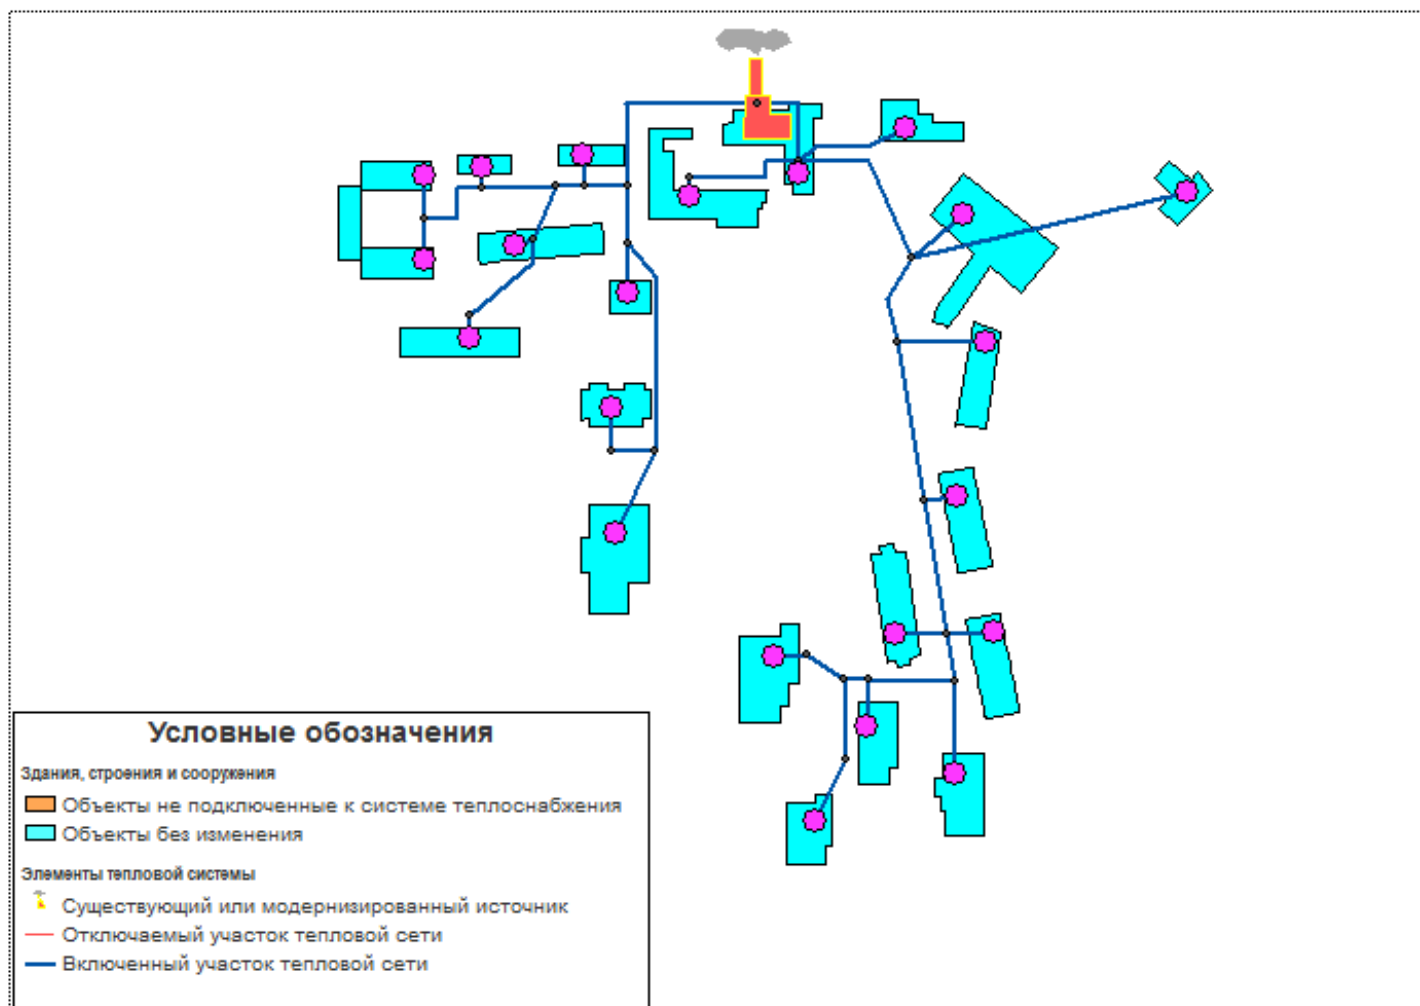 Условные обозначения
Здания, строения и сооружения
Объекты не подключенные к системе теплоснабжения
Объекты без изменения
Элементы тепловой системы
Существующий или модернизированный источник
Отключаемый участок тепловой сети
Включенный участок тепловой сети